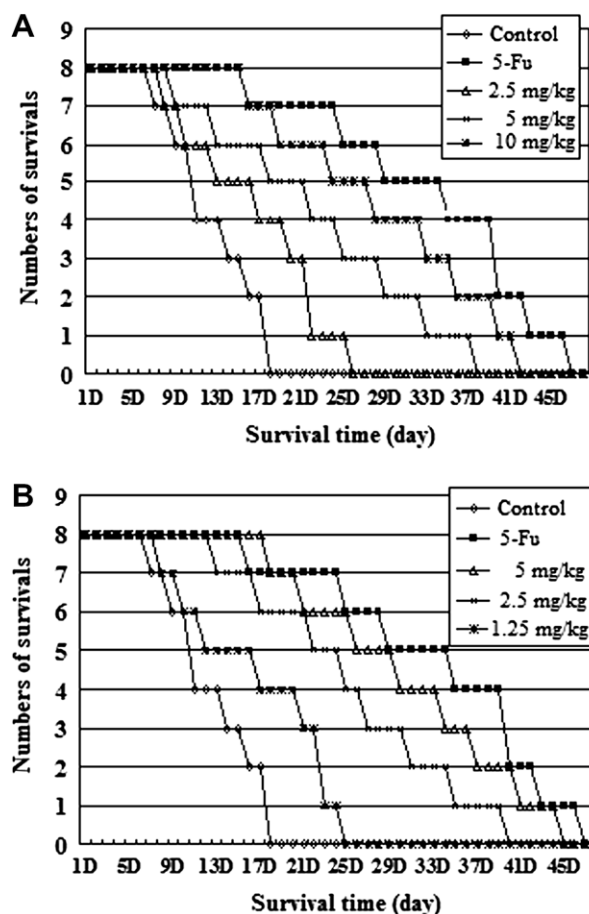 A
Numbers of survivals
9
8
7
6
5
4
3
2
1
0
Control
5-Fu
2.5 mg/kg
5 mg/kg
10 mg/kg
1D 5D 9D 13D 17D 21D 25D 29D 33D 37D 41D 45D
Survival time (day)
B
Numbers of survivals
9
8
7
6
5
4
3
2
1
0
Control
5-Fu
5 mg/kg
2.5 mg/kg
1.25 mg/kg
1D 5D 9D 13D 17D 21D 25D 29D 33D 37D 41D 45D
Survival time (day)